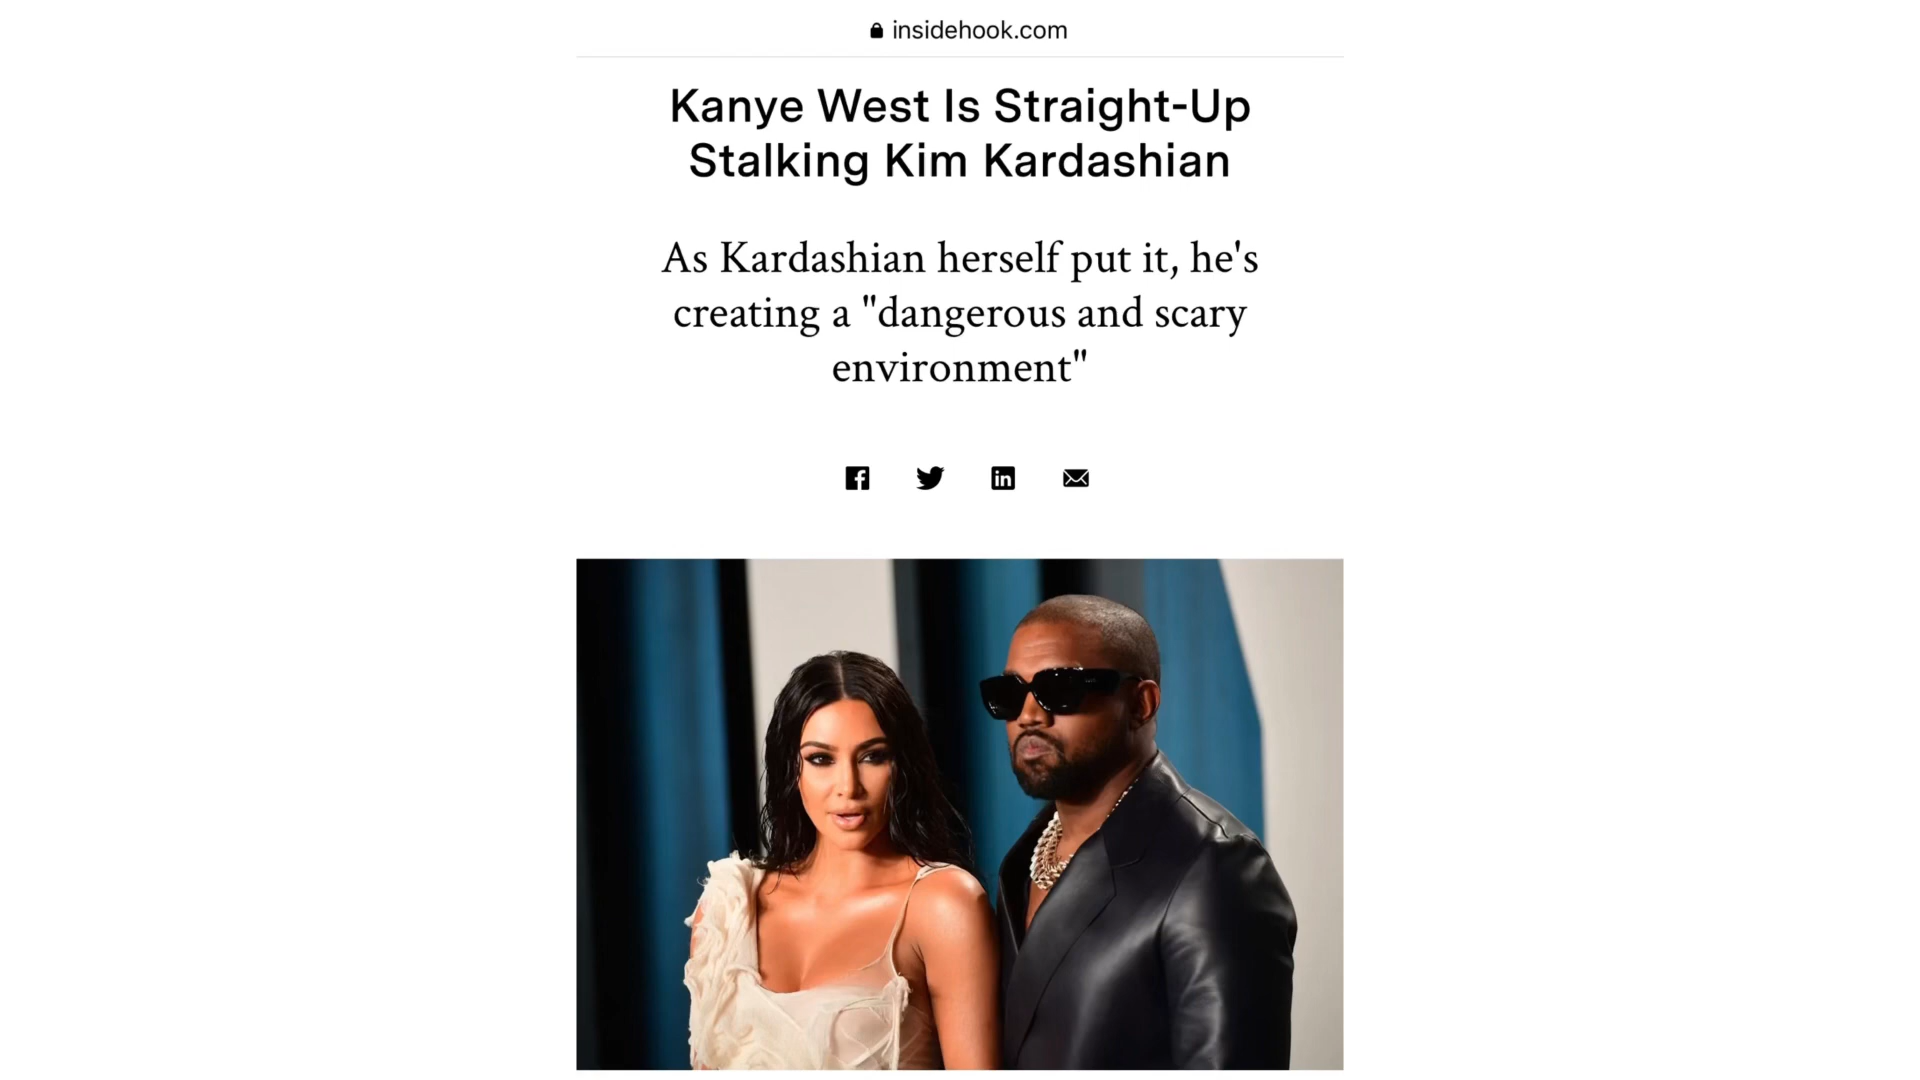 insidehook.com
Kanye West Is Straight-Up
Stalking Kim Kardashian
As Kardashian herself put it, he's
creating a "dangerous and scary
environment"